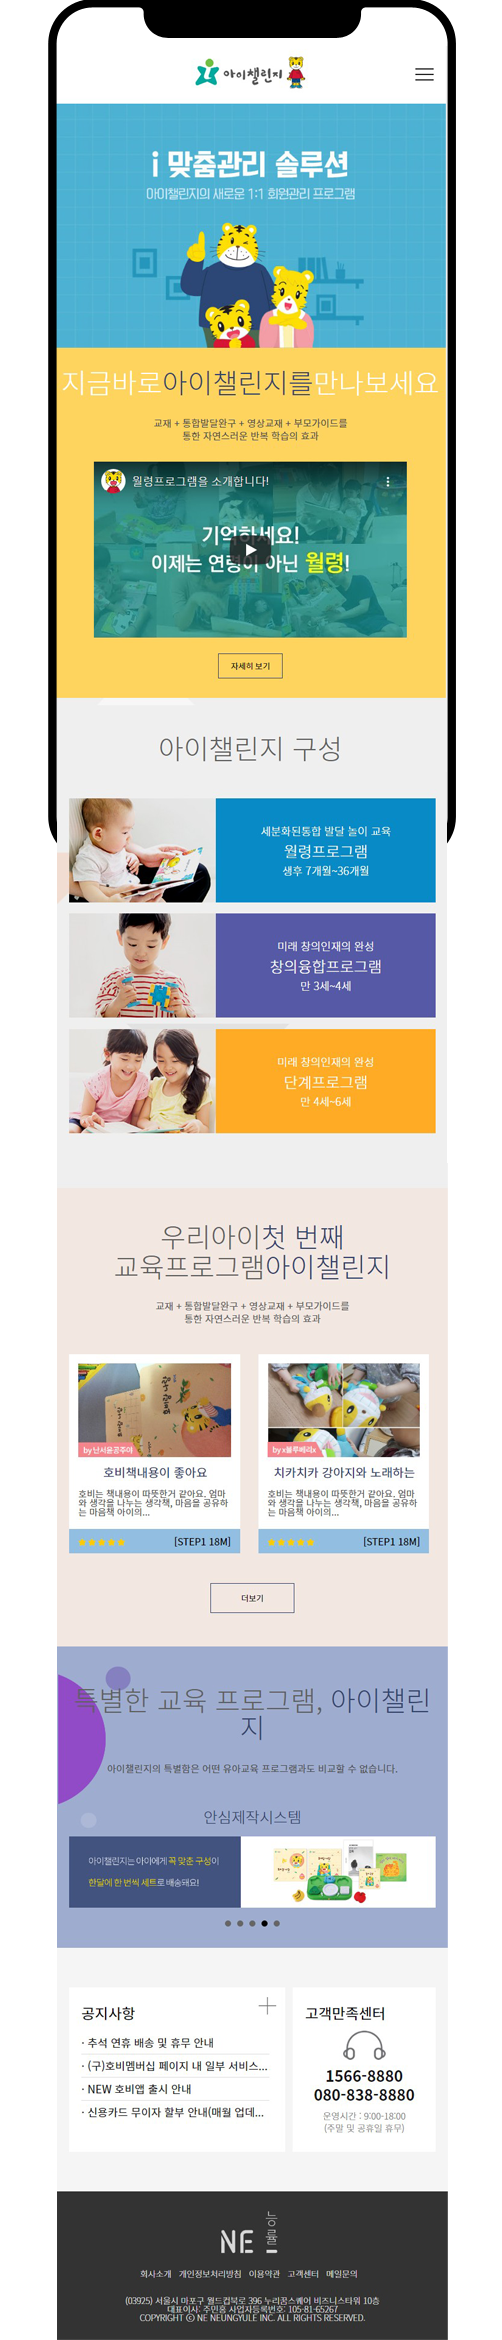 아이챌린지
i 맞춤관리 솔루션
아이챌린지의 새로운 1:1 회원관리 프로그램
지금바로아이챌린지를만나보세요
교재 + 통합발달완구 + 영상교재 + 부모가이드를
통한 자연스러운 반복 학습의 효과
월령프로그램을 소개합니다!
기억하세요!
이제는 연령이 아닌 월령!
자세히 보기
아이챌린지 구성
세분화된통합 발달 놀이 교육
월령프로그램
생후 7개월~36개월
미래 창의인재의 완성
창의융합프로그램
만 3세~4세
미래 창의인재의 완성
단계프로그램
만 4세~6세
우리아이첫 번째
교육프로그램아이챌린지
교재 + 통합발달완구 + 영상교재 + 부모가이드를
통한 자연스러운 반복 학습의 효과
by난서윤공주야
호비책내용이 좋아요
호비는 책내용이 따뜻한거 같아요. 엄마
와 생각을 나누는 생각책, 마음을 공유하
는 마음책 아이의...
[STEP1 18M]
by x블루베리x
치카치카 강아지와 노래하는
호비는 책내용이 따뜻한거 같아요. 엄마
와 생각을 나누는 생각책, 마음을 공유하
는 마음책 아이의...
[STEP1 18M]
더보기
특별한 교육 프로그램, 아이챌린
지
아이챌린지의 특별함은 어떤 유아교육 프로그램과도 비교할 수 없습니다.
안심제작시스템
아이챌린지는 아이에게 꼭 맞춘 구성이
한달에 한 번씩 세트로 배송돼요!
공지사항
· 추석 연휴 배송 및 휴무 안내
· (구)호비멤버십 페이지 내 일부 서비스...
· NEW 호비앱 출시 안내
· 신용카드 무이자 할부 안내(매월 업데...
고객만족센터
1566-8880
080-838-8880
운영시간 : 9:00-18:00
(주말 및 공휴일 휴무)
NE 능률
회사소개 개인정보처리방침 이용약관 고객센터 메일문의
(03925) 서울시 마포구 월드컵북로 396 누리꿈스퀘어 비즈니스타워 10층
대표이사: 주민홍 사업자등록번호: 105-81-65267
COPYRIGHT ⓒ NE NEUNGYULE INC. ALL RIGHTS RESERVED.